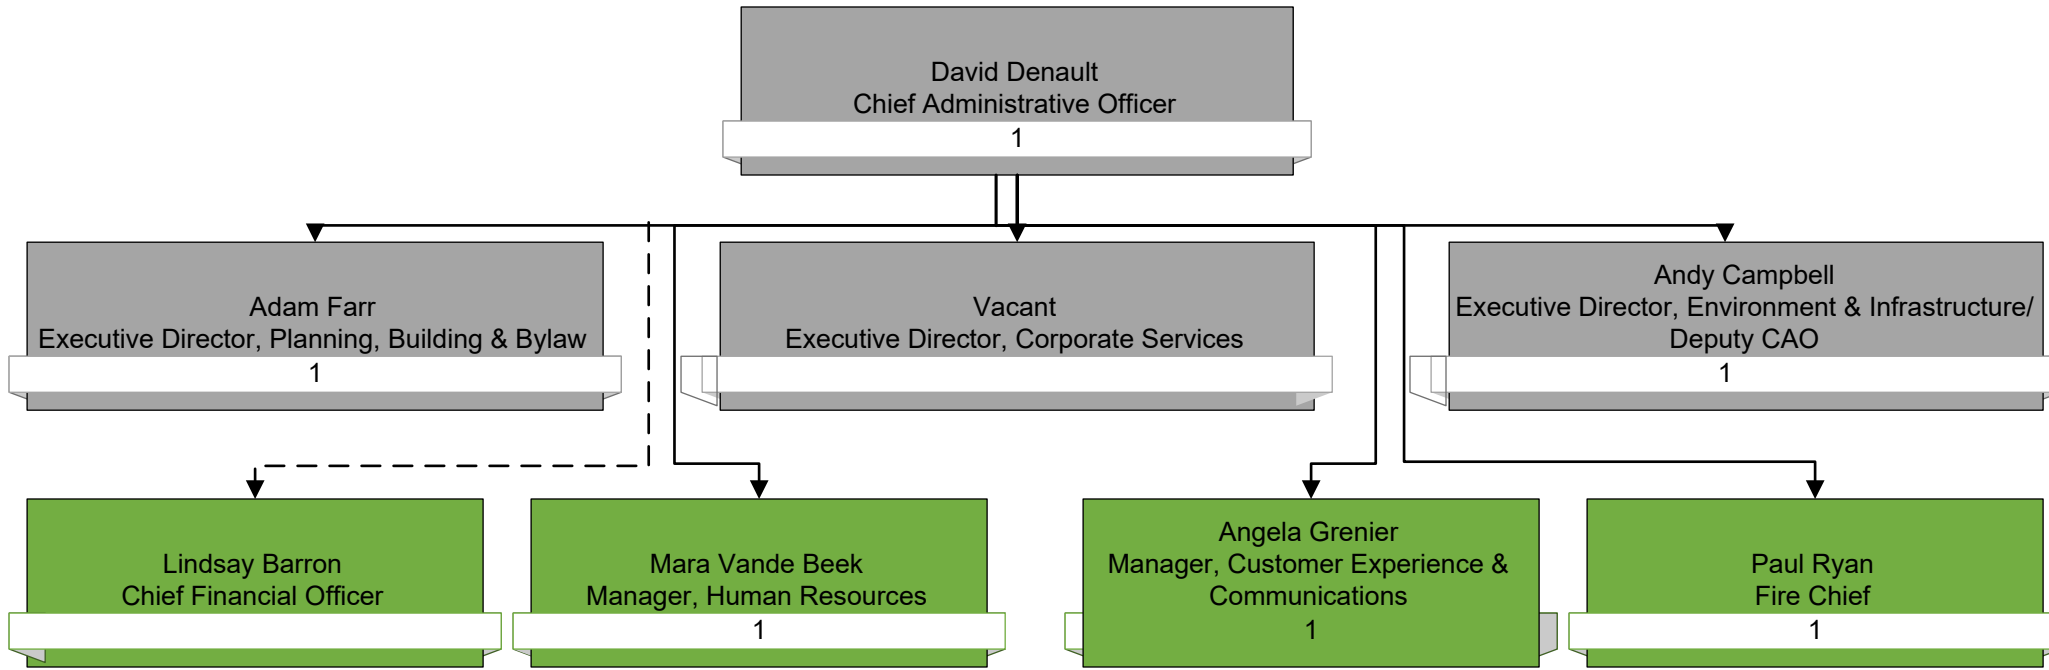 David Denault
Chief Administrative Officer
1
Adam Farr
Executive Director, Planning, Building & Bylaw
1
Vacant
Executive Director, Corporate Services
Andy Campbell
Executive Director, Environment & Infrastructure/
Deputy CAO
1
Lindsay Barron
Chief Financial Officer
Mara Vande Beek
Manager, Human Resources
1
Angela Grenier
Manager, Customer Experience &
Communications
1
Paul Ryan
Fire Chief
1